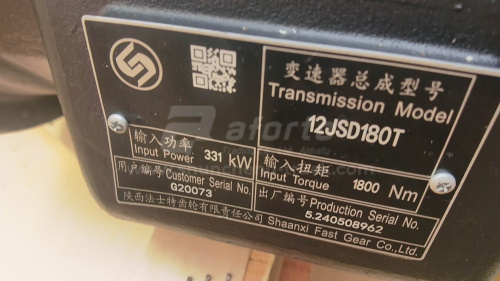 变速器总成型号
Transmission Model
12JSD180T
输入功率
Input Power 331 kW
输入扭矩
Input Torque 1800 Nm
用户编号 Customer Serial No.
G20073
出厂编号 Production Serial No.
5.240508962
陕西法士特齿轮有限责任公司 Shaanxi Fast Gear Co.,Ltd.